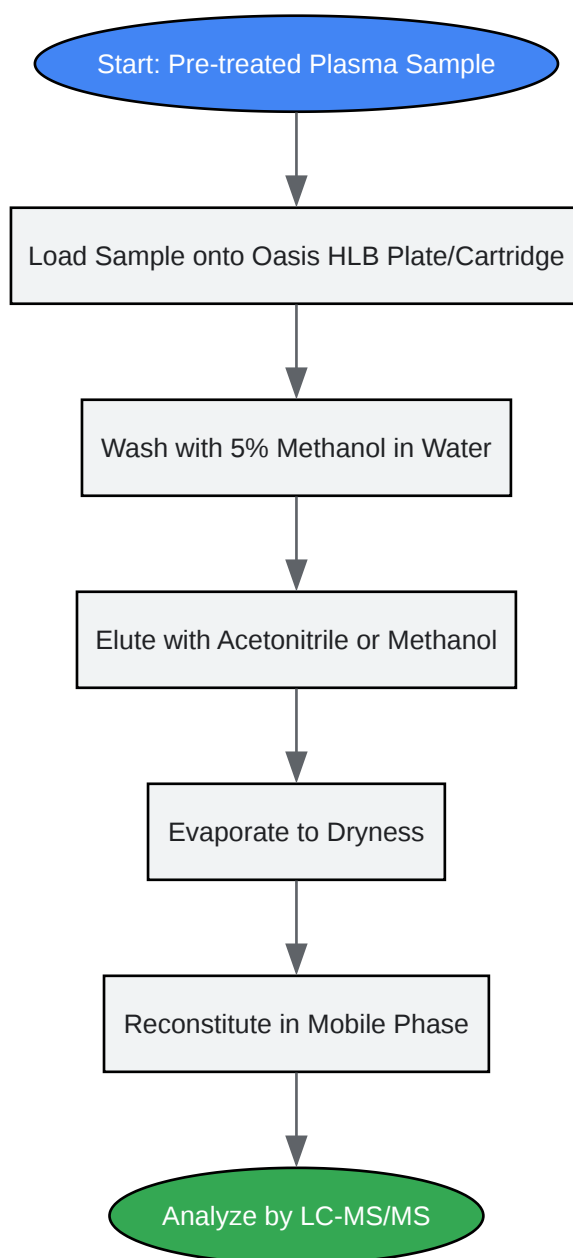 Start: Pre-treated Plasma Sample
Load Sample onto Oasis HLB Plate/Cartridge
Wash with 5% Methanol in Water
Elute with Acetonitrile or Methanol
Evaporate to Dryness
Reconstitute in Mobile Phase
Analyze by LC-MS/MS